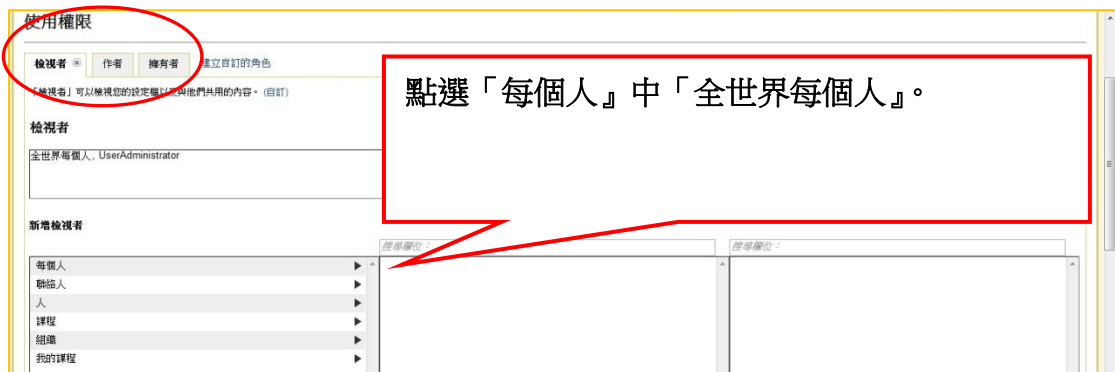 使用權限
檢視者 作者 擁有者 建立自訂的角色
「檢視者」可以檢視您的設定檔以及與他們共用的內容。(自訂)
點選「每個人』中「全世界每個人』。
檢視者
全世界每個人, UserAdministrator
新增檢視者
搜尋欄位: 搜尋欄位:
每個人
聯絡人
人
課程
組織
我的課程